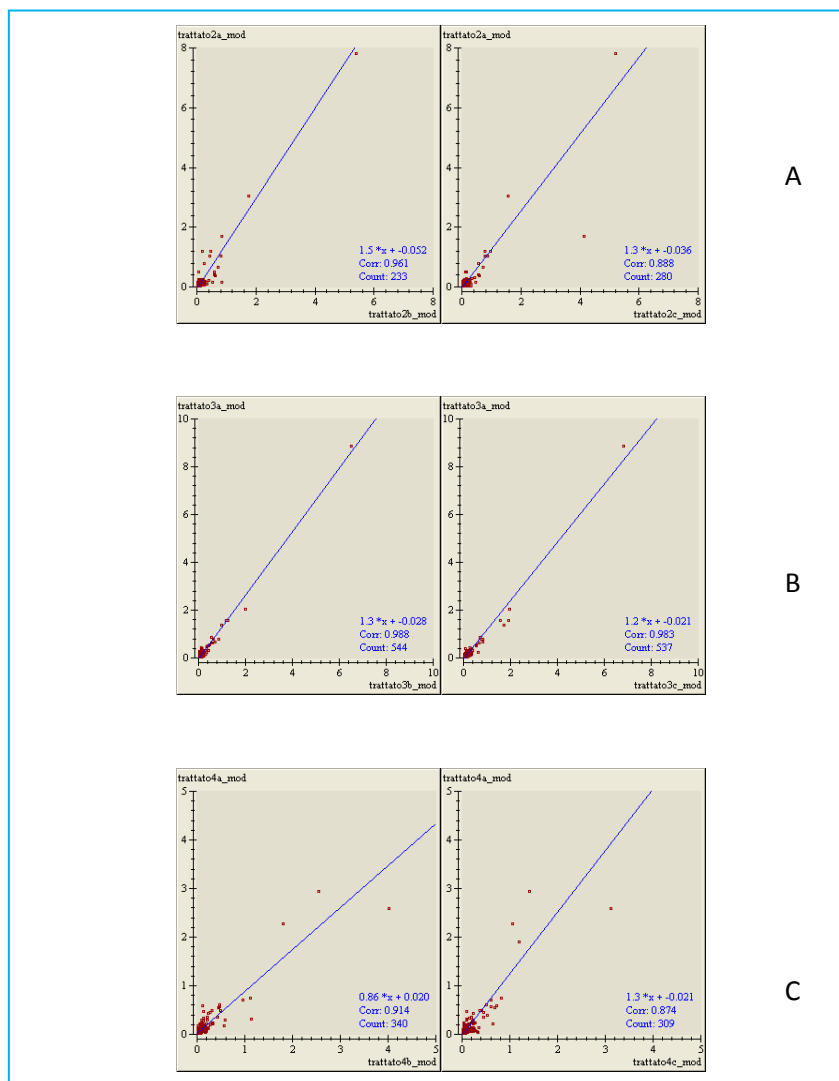 trattato2a_mod
8
6
4
2
0
0 2 4 6 8
1.5 *x + -0.052
Corr: 0.961
Count: 233
trattato2b_mod
trattato2a_mod
8
6
4
2
0
0 2 4 6 8
1.3 *x + -0.036
Corr: 0.888
Count: 280
trattato2c_mod
A
trattato3a_mod
10
8
6
4
2
0
0 2 4 6 8 10
1.3 *x + -0.028
Corr: 0.988
Count: 544
trattato3b_mod
trattato3a_mod
10
8
6
4
2
0
0 2 4 6 8 10
1.2 *x + -0.021
Corr: 0.983
Count: 537
trattato3c_mod
B
trattato4a_mod
5
4
3
2
1
0
0 1 2 3 4 5
0.86 *x + 0.020
Corr: 0.914
Count: 340
trattato4b_mod
trattato4a_mod
5
4
3
2
1
0
0 1 2 3 4 5
1.3 *x + -0.021
Corr: 0.874
Count: 309
trattato4c_mod
C